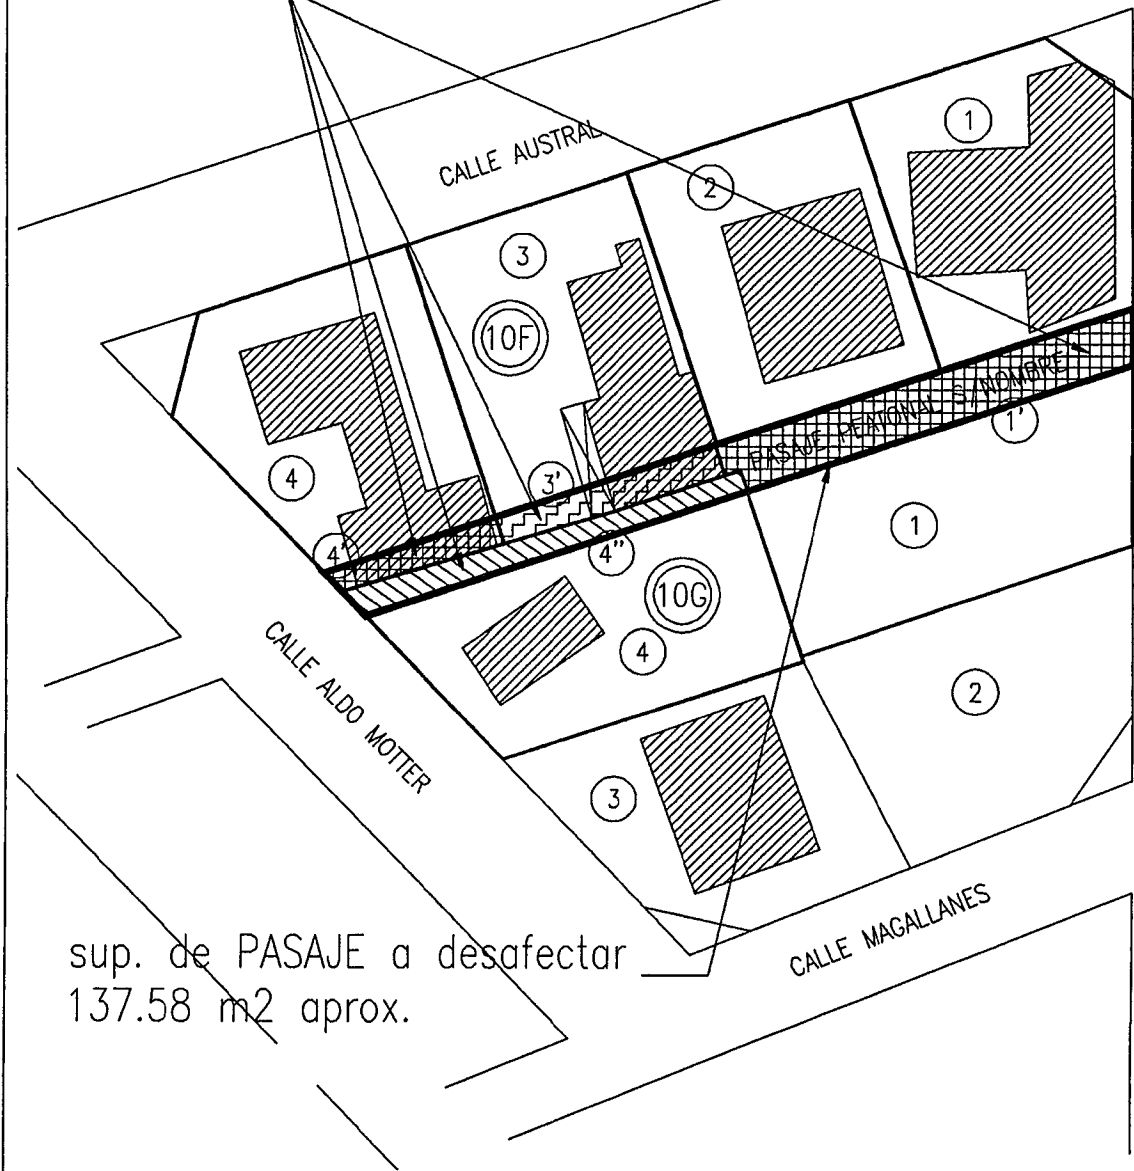 CALLE AUSTRAL
1
2
3
10F
PASAJE PEATONAL S/NOMBRE
1'
4
3'
1
4'
4"
10G
4
CALLE ALDO MOTTER
2
3
CALLE MAGALLANES
sup. de PASAJE a desafectar
137.58 m2 aprox.